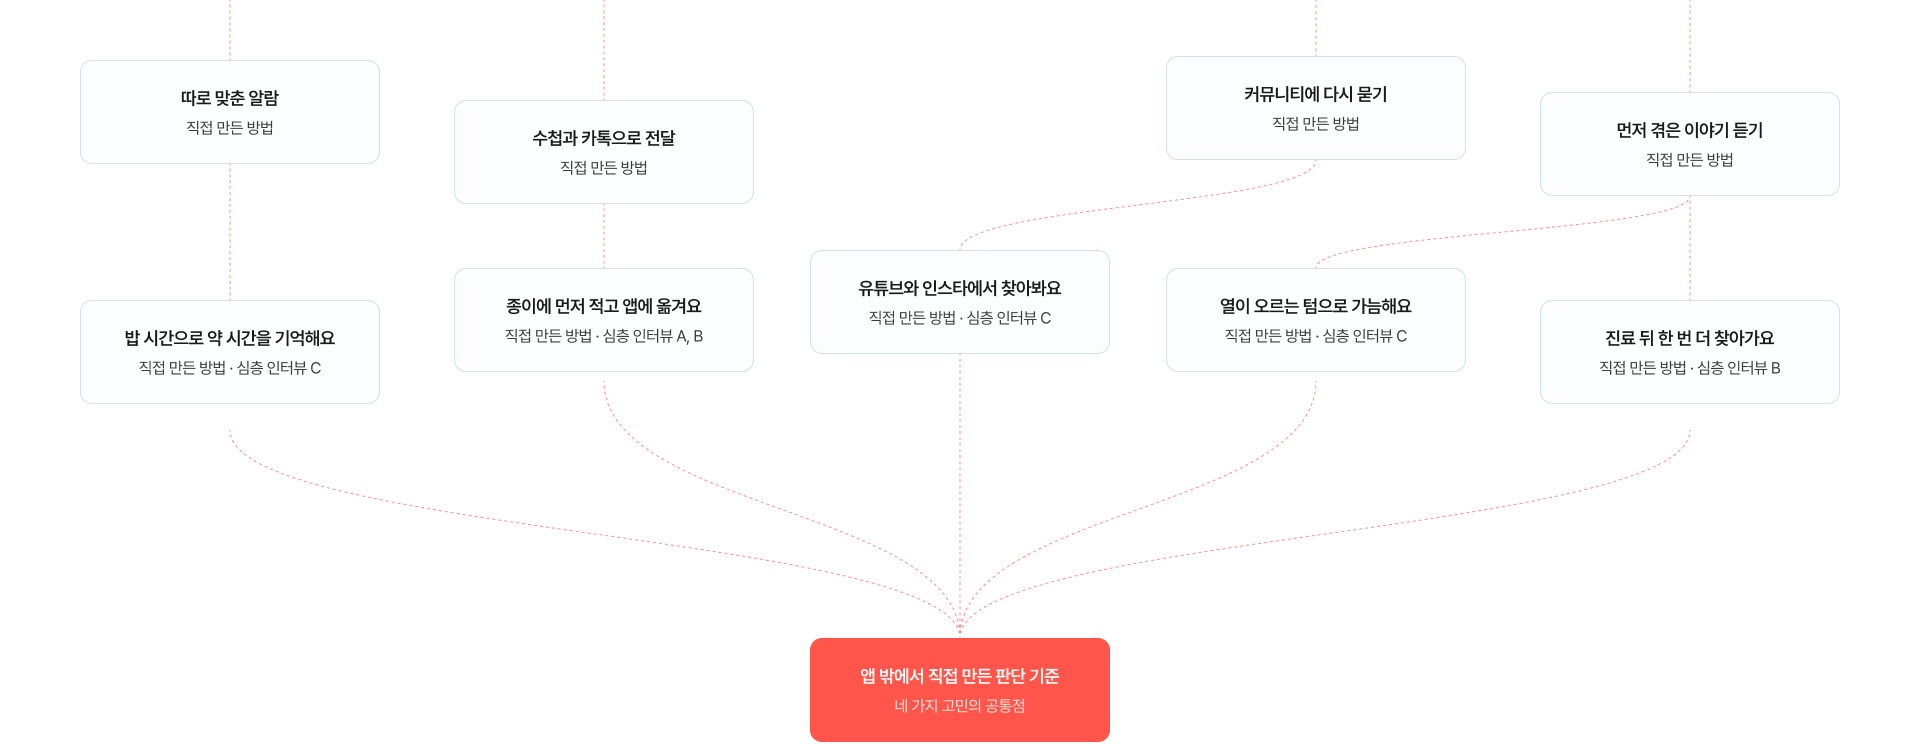 따로 맞춘 알람
직접 만든 방법
수첩과 카톡으로 전달
직접 만든 방법
커뮤니티에 다시 묻기
직접 만든 방법
먼저 겪은 이야기 듣기
직접 만든 방법
밥 시간으로 약 시간을 기억해요
직접 만든 방법 · 심층 인터뷰 C
종이에 먼저 적고 앱에 옮겨요
직접 만든 방법 · 심층 인터뷰 A, B
유튜브와 인스타에서 찾아봐요
직접 만든 방법 · 심층 인터뷰 C
열이 오르는 텀으로 가늠해요
직접 만든 방법 · 심층 인터뷰 C
진료 뒤 한 번 더 찾아가요
직접 만든 방법 · 심층 인터뷰 B
앱 밖에서 직접 만든 판단 기준
네 가지 고민의 공통점